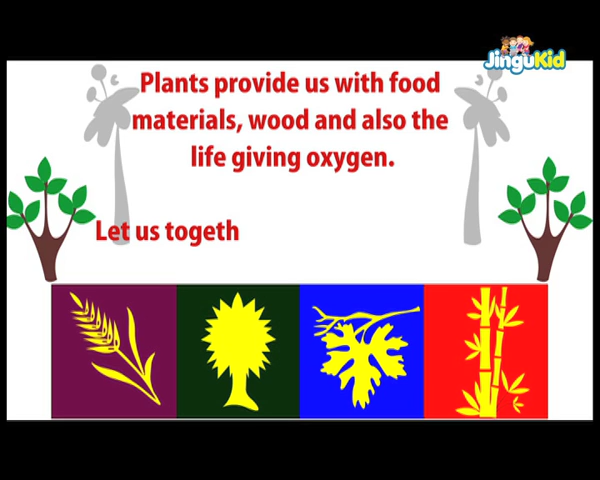 JinguKid
Plants provide us with food
materials, wood and also the
life giving oxygen.
Let us togeth